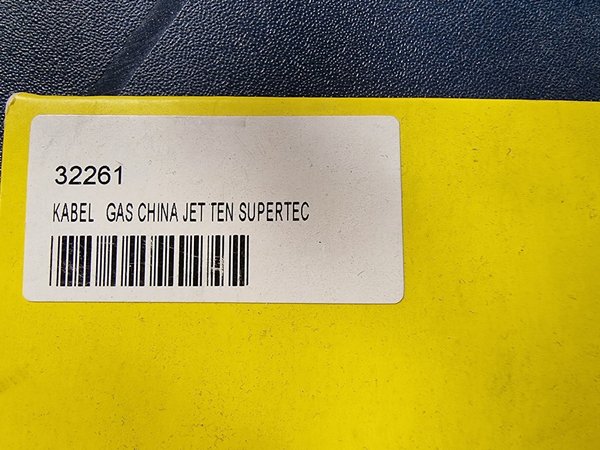 32261
KABEL GAS CHINA JET TEN SUPERTEC